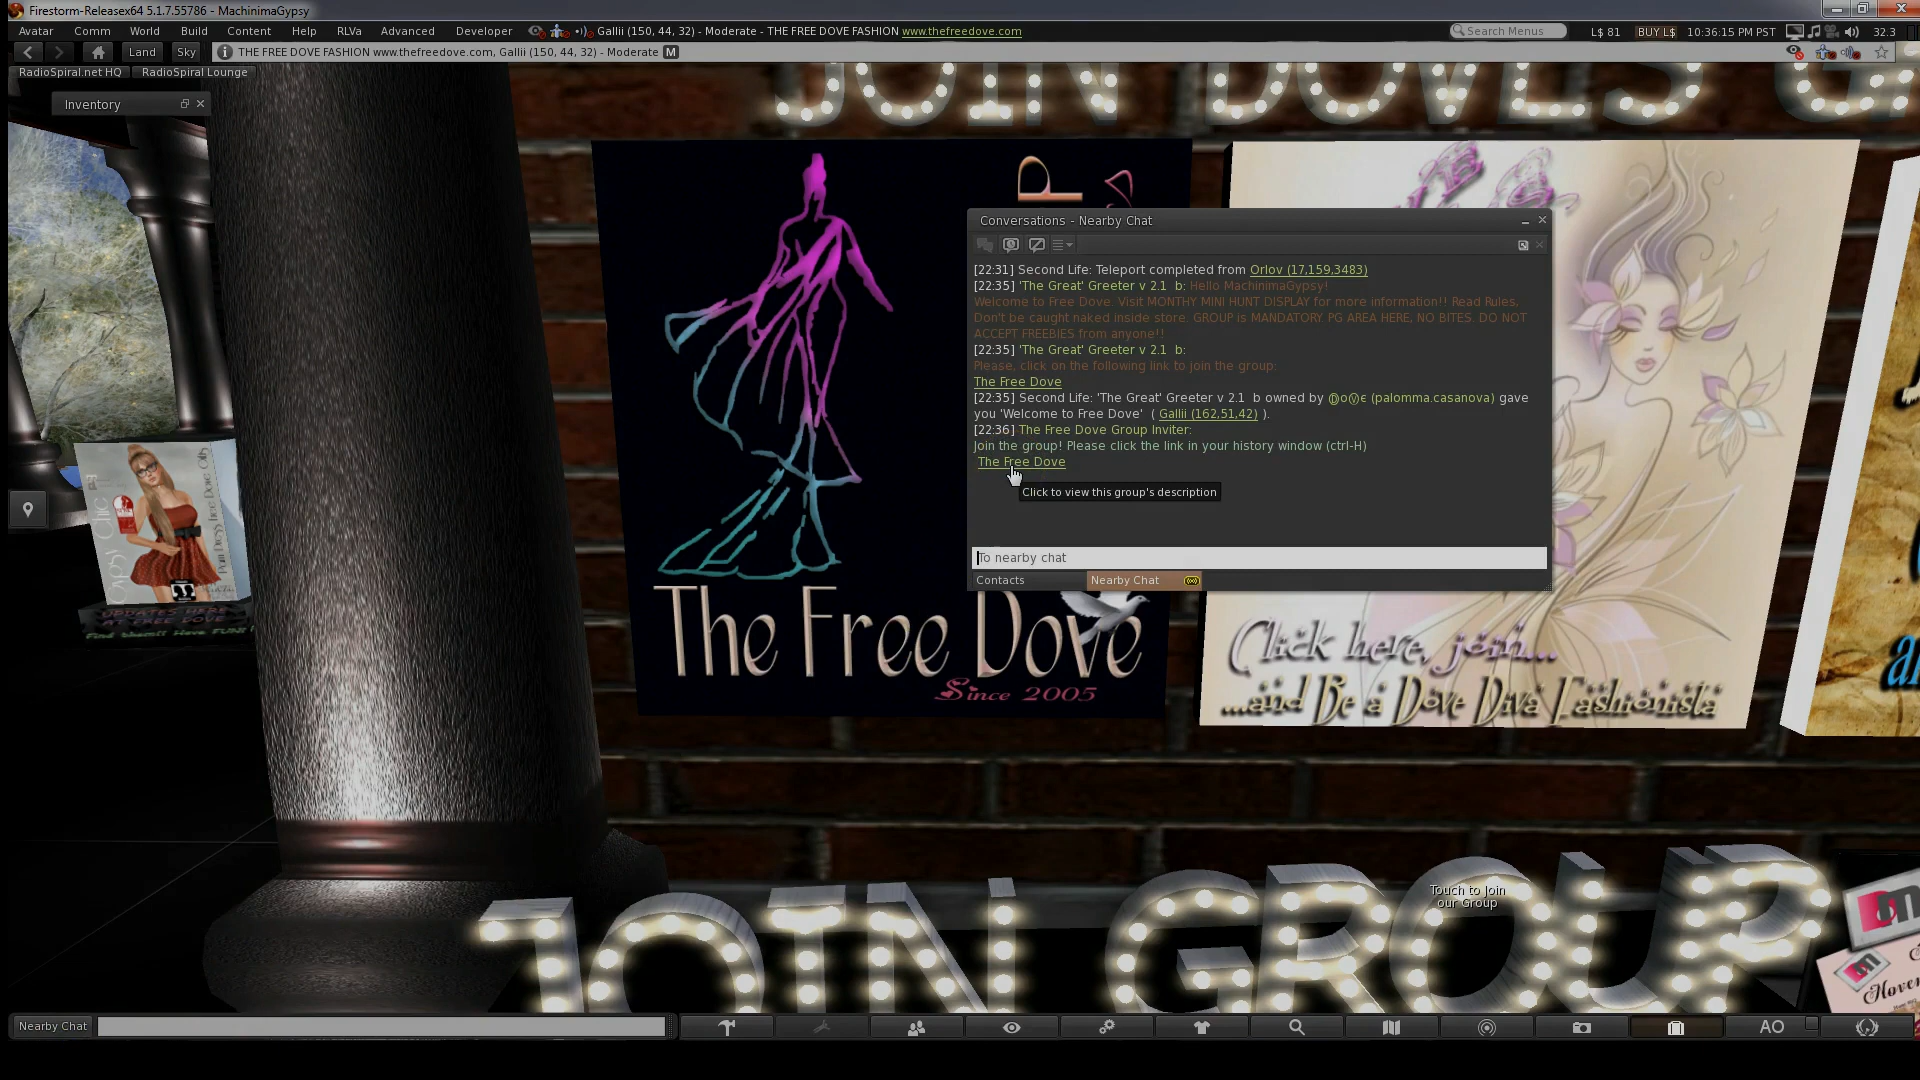 Firestorm-Releasex64 5.1.7.55786 - MachinimaGypsy
Avatar Comm World Build Content Help RLVa Advanced Developer Gallii (150, 44, 32) - Moderate - THE FREE DOVE FASHION www.thefreedove.com Search Menus L$ 81 BUY L$ 10:36:15 PM PST 32.3
Land Sky THE FREE DOVE FASHION www.thefreedove.com, Gallii (150, 44, 32) - Moderate M
RadioSpiral.net HQ RadioSpiral Lounge
Inventory
JOIN DOVES G
Conversations - Nearby Chat
[22:31] Second Life: Teleport completed from Orlov (17,159,3483)
[22:35] 'The Great' Greeter v 2.1 b: Hello MachinimaGypsy!
Welcome to Free Dove. Visit MONTHY MINI HUNT DISPLAY for more information!! Read Rules.
Don't be caught naked inside store. GROUP is MANDATORY. PG AREA HERE, NO BITES. DO NOT
ACCEPT FREEBIES from anyone!!
[22:35] 'The Great' Greeter v 2.1 b:
Please, click on the following link to join the group:
The Free Dove
[22:35] Second Life: 'The Great' Greeter v 2.1 b owned by ⓓoⓥє (palomma.casanova) gave
you 'Welcome to Free Dove' ( Gallii (162,51,42) ).
[22:36] The Free Dove Group Inviter:
Join the group! Please click the link in your history window (ctrl-H)
The Free Dove
Click to view this group's description
To nearby chat
Contacts Nearby Chat
UPDATES HERE
AT FREE DOVE
The Free Dove
Since 2005
Click here, join...
...and Be a Dove Diva Fashionista
Touch to Join
our Group
JOIN GROUP
Nearby Chat
AO